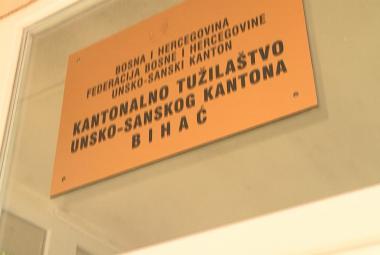 BOSNA I HERCEGOVINA
FEDERACIJA BOSNE I HERCEGOVINE
UNSKO-SANSKI KANTON
KANTONALNO TUŽILAŠTVO
UNSKO-SANSKOG KANTONA
BIHAĆ